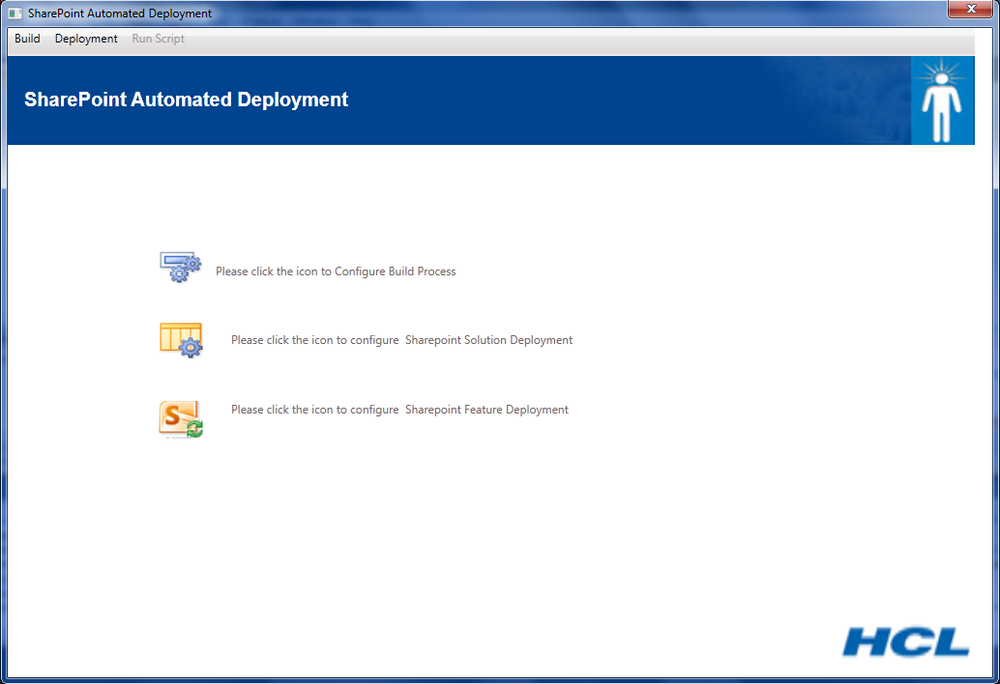 SharePoint Automated Deployment
Build Deployment Run Script
SharePoint Automated Deployment
Please click the icon to Configure Build Process
Please click the icon to configure  Sharepoint Solution Deployment
S
Please click the icon to configure  Sharepoint Feature Deployment
HCL